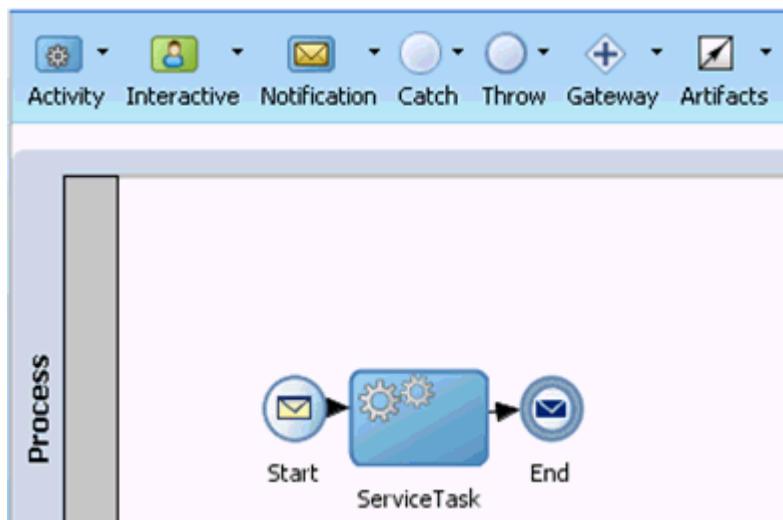 Activity Interactive Notification Catch Throw Gateway Artifacts
Process
Start
End
ServiceTask